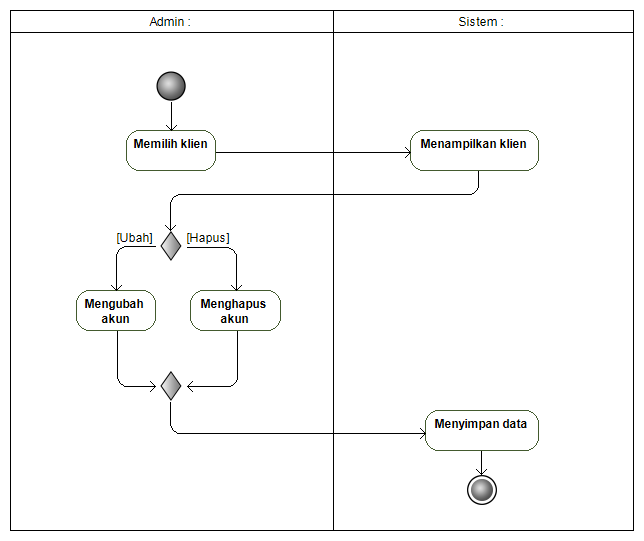 Admin :
Sistem :
Memilih klien
Menampilkan klien
[Ubah]
[Hapus]
Mengubah
akun
Menghapus
akun
Menyimpan data